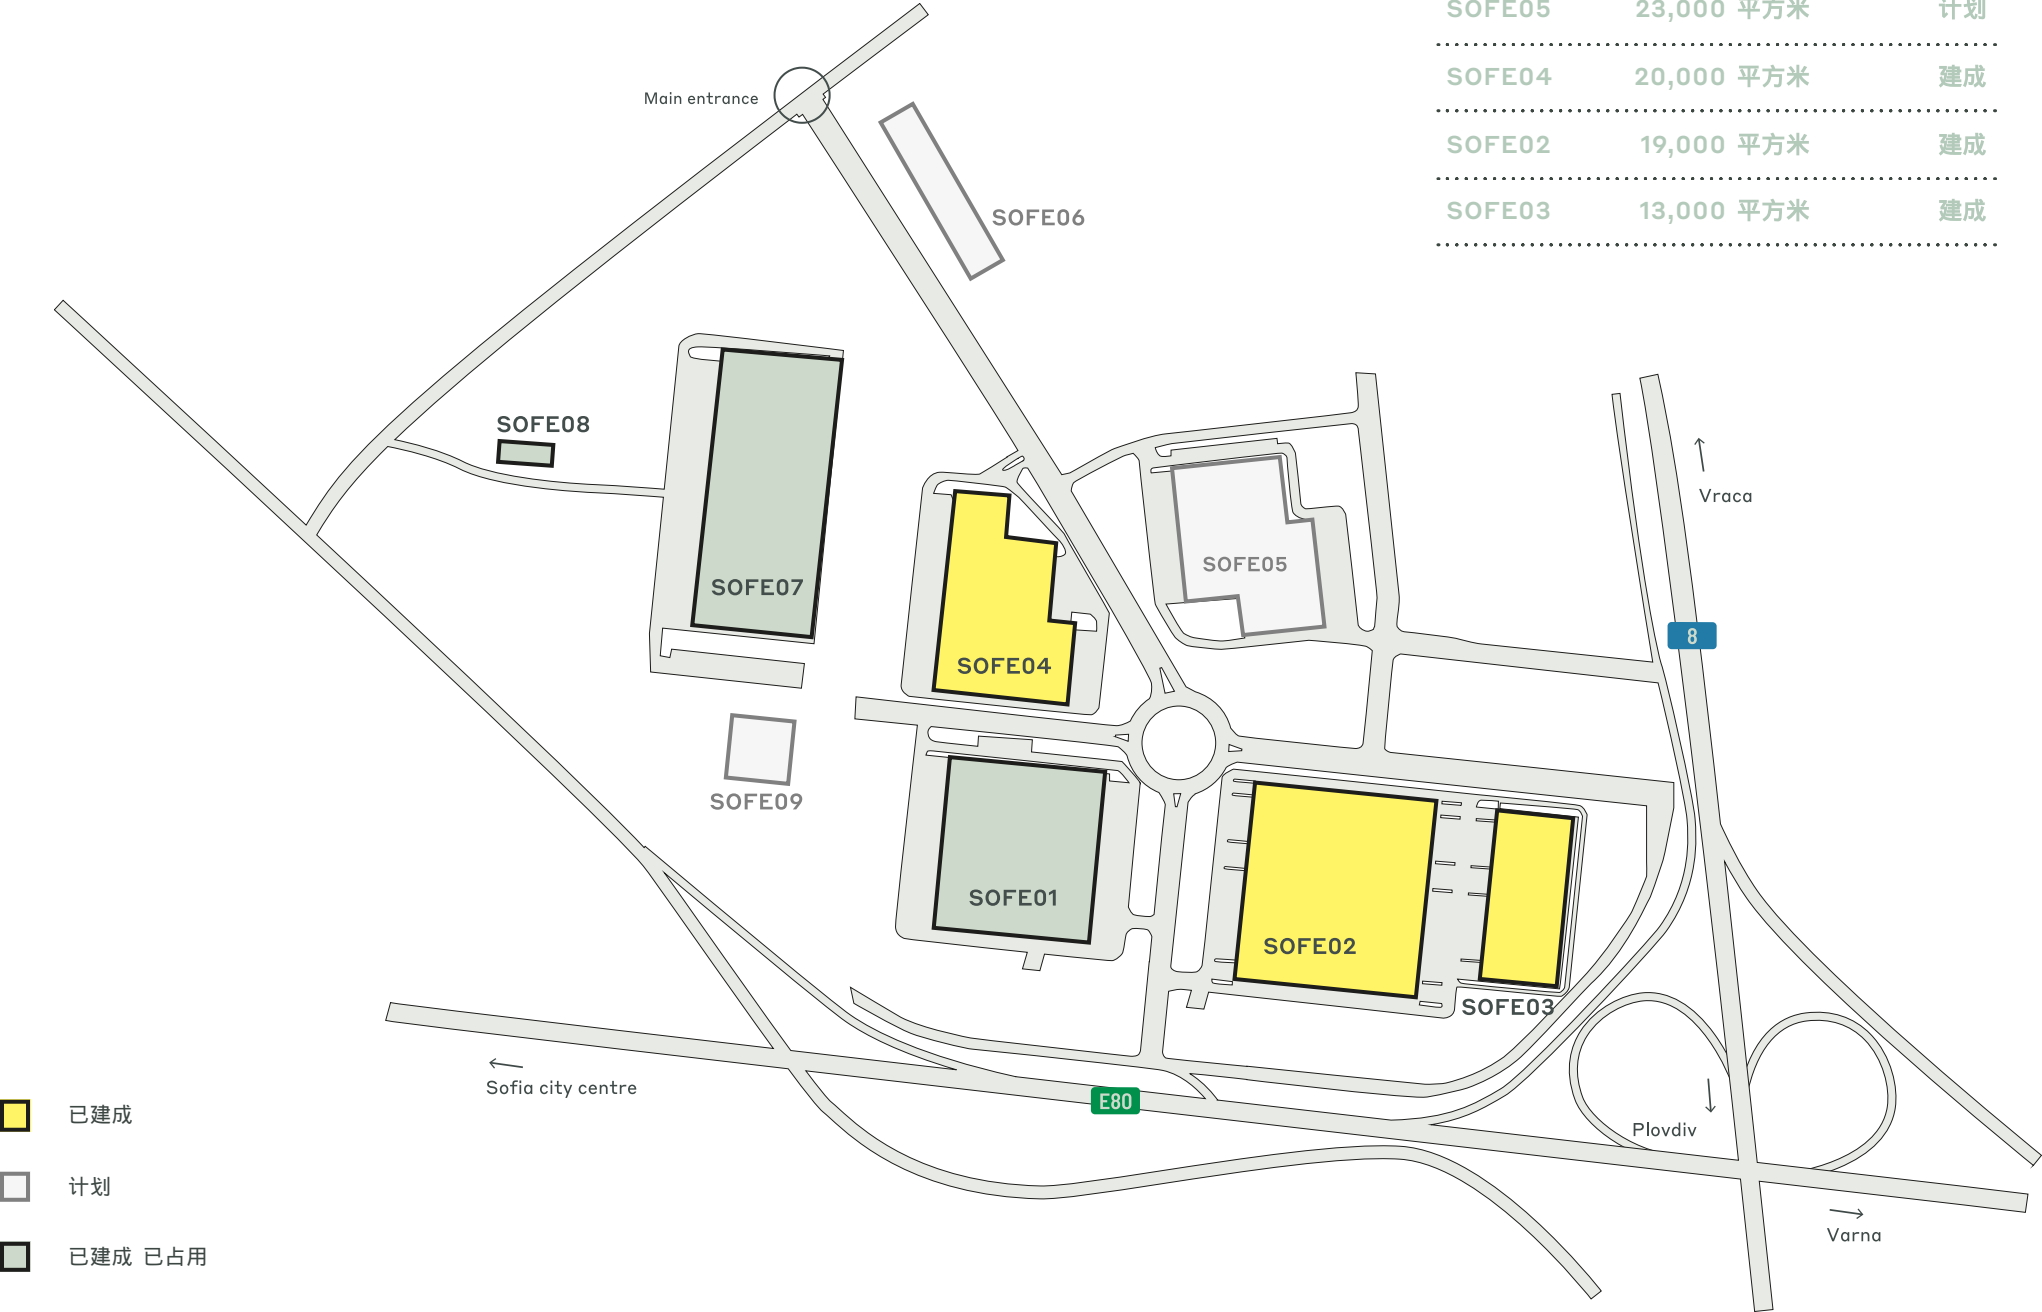 SOFE05 23,000 平方米 计划
SOFE04 20,000 平方米 建成
SOFE02 19,000 平方米 建成
SOFE03 13,000 平方米 建成
Main entrance
SOFE06
SOFE08
SOFE07
SOFE05
SOFE04
SOFE09
SOFE01
SOFE02
SOFE03
Vraca
8
Sofia city centre
E80
Plovdiv
Varna
已建成
计划
已建成 已占用